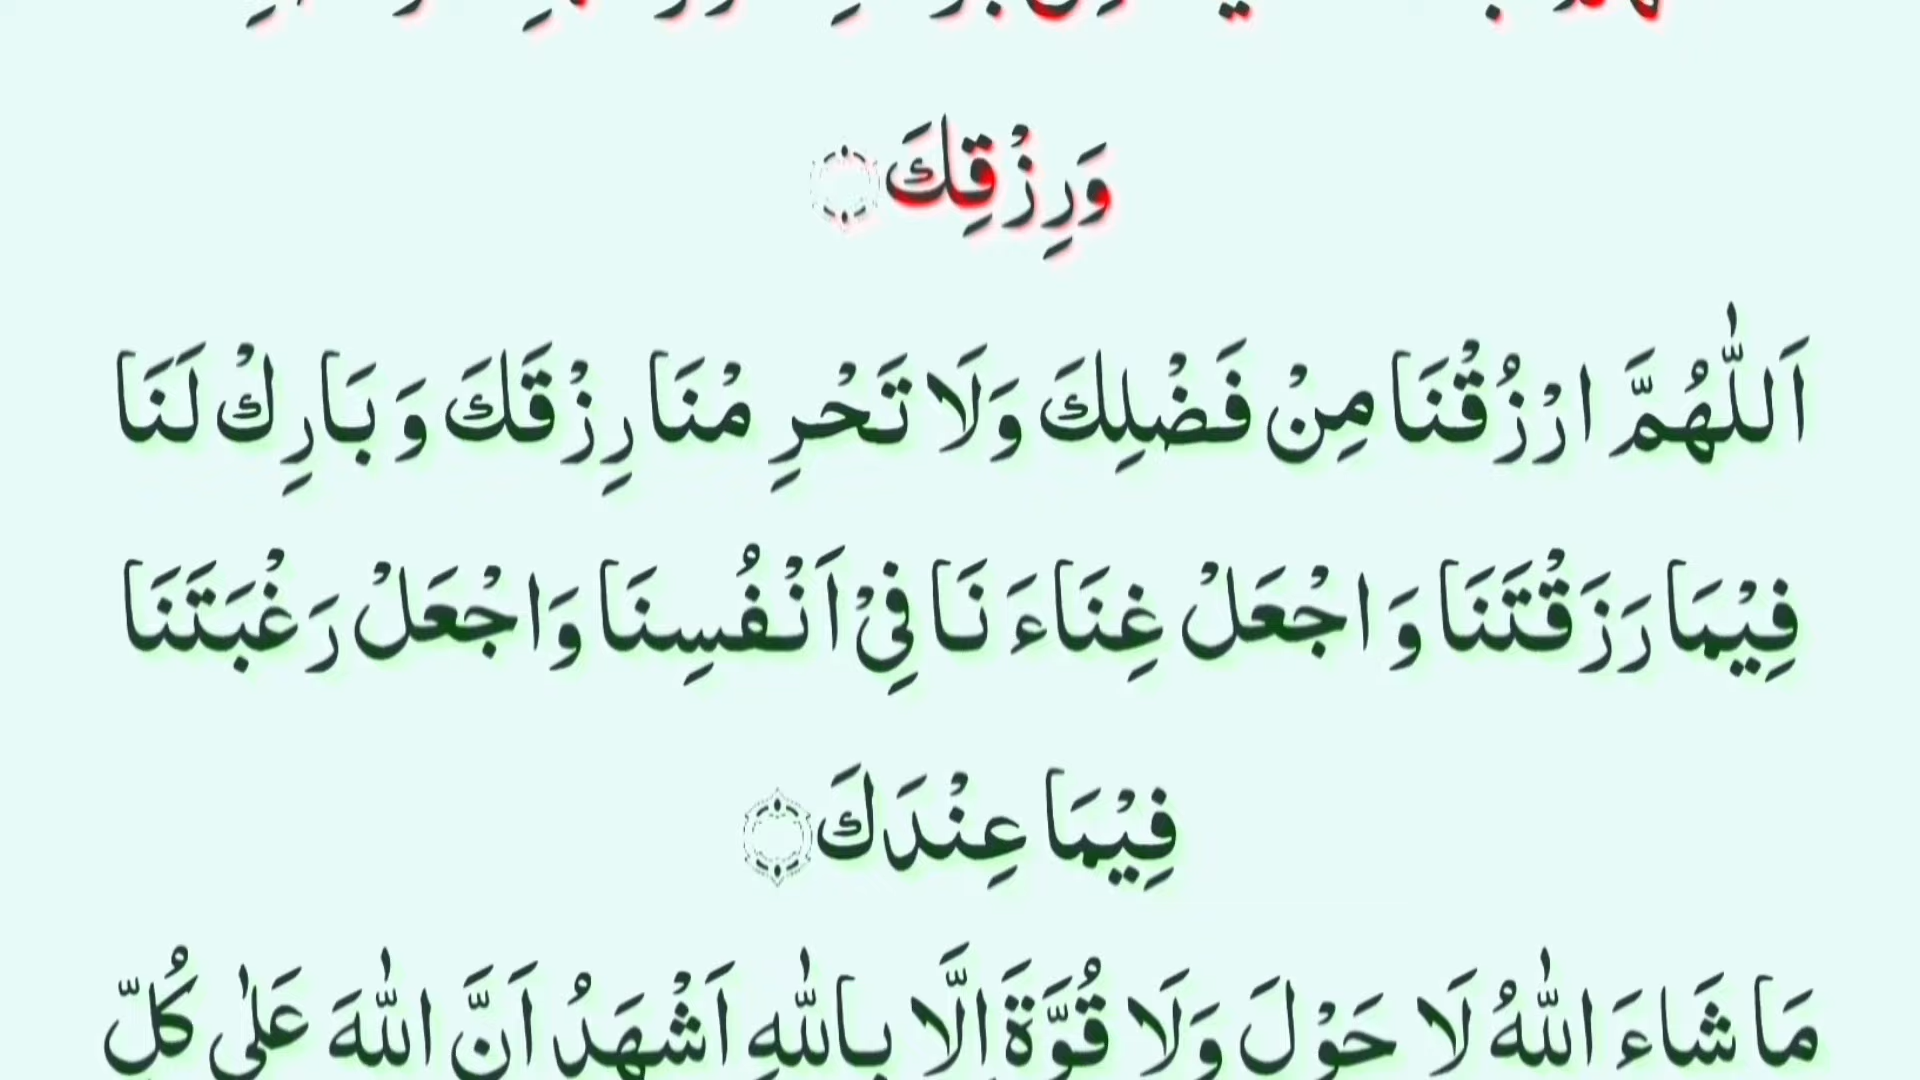 وَرِزْقِكَ
اَللّٰهُمَّ ارْزُقْنَا مِنْ فَضْلِكَ وَلَا تَحْرِ مْنَا رِزْقَكَ وَ بَارِكْ لَنَا
فِيْمَا رَزَقْتَنَا وَ اجْعَلْ غِنَاءَ نَا فِيْ اَنْفُسِنَا وَاجْعَلْ رَغْبَتَنَا
فِيْمَا عِنْدَكَ
مَا شَاءَ اللّٰهُ لَا حَوْلَ وَلَا قُوَّةَ اِلَّا بِاللّٰهِ اَشْهَدُ اَنَّ اللّٰهَ عَلٰى كُلِّ